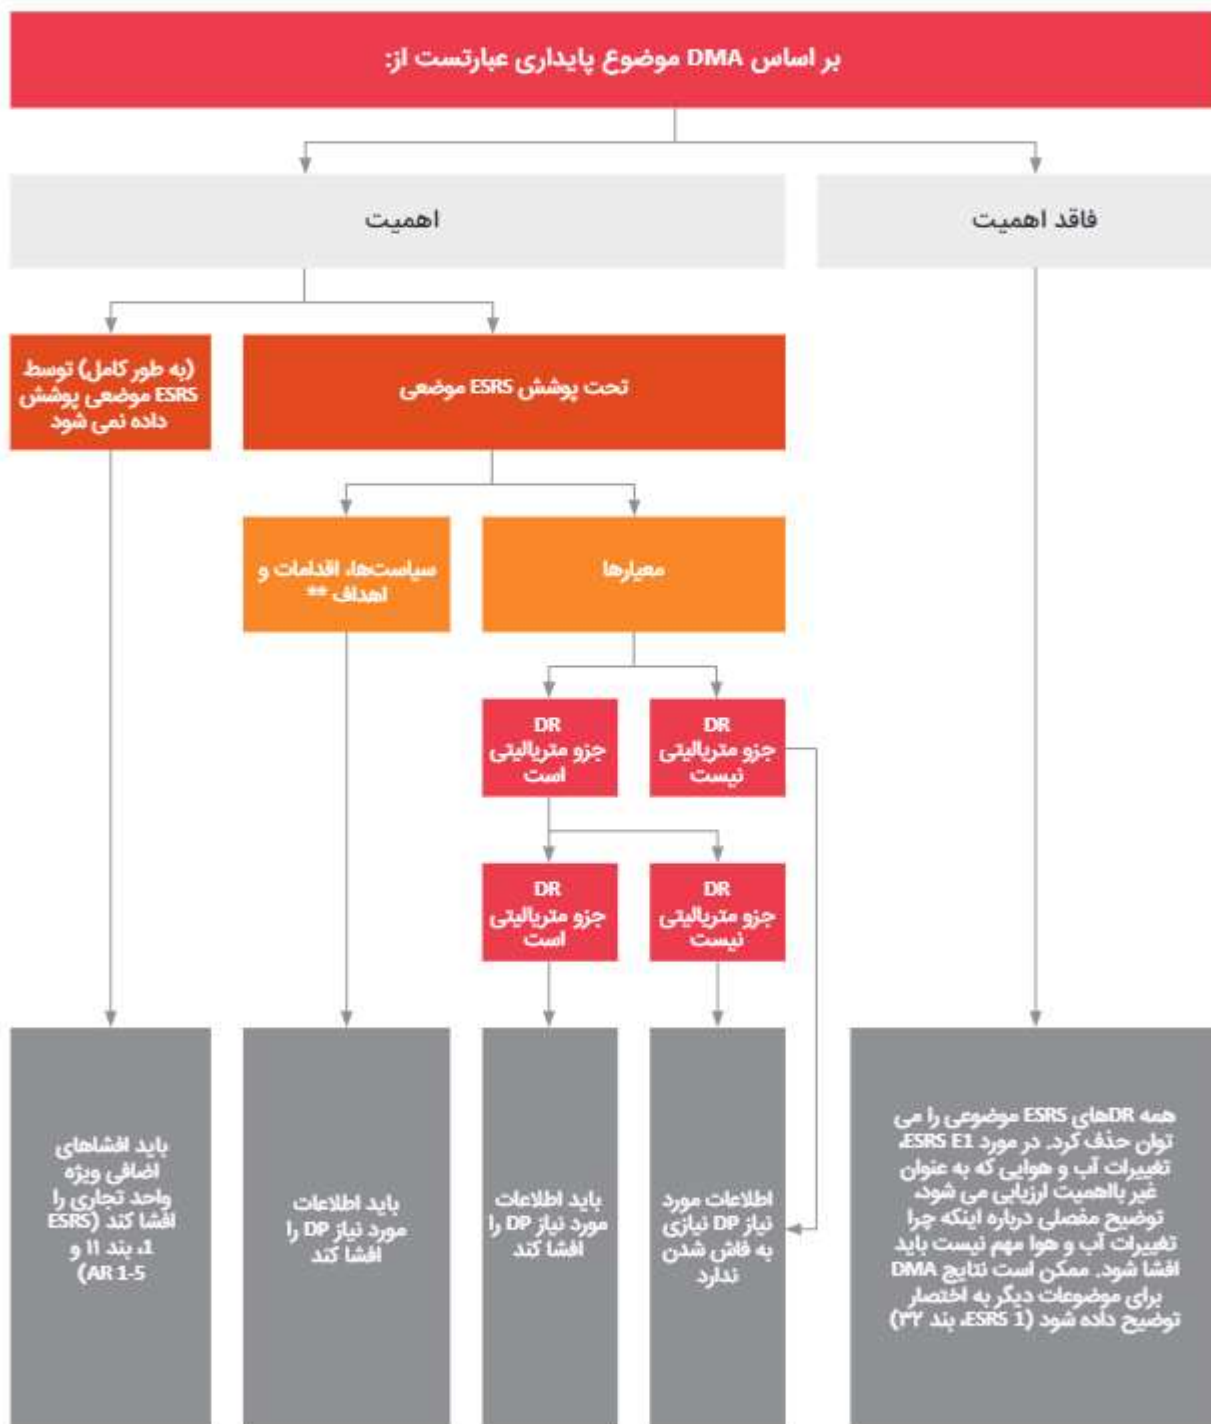 بر اساس DMA موضوع پایداری عبارتست از:
فاقد اهمیت
اهمیت
تحت پوشش ESRS موضعی
(به طور کامل) توسط
ESRS موضعی پوشش
داده نمی شود
معیارها
سیاست‌ها، اقدامات و
اهداف **
DR
جزو متریالیتی
نیست
DR
جزو متریالیتی
است
DR
جزو متریالیتی
نیست
DR
جزو متریالیتی
است
همه DRهای ESRS موضوعی را می
توان حذف کرد. در مورد ESRS E1،
تغییرات آب و هوایی که به عنوان
غیر بااهمیت ارزیابی می شود،
توضیح مفصلی درباره اینکه چرا
تغییرات آب و هوا مهم نیست باید
افشا شود. ممکن است نتایج DMA
برای موضوعات دیگر به اختصار
توضیح داده شود (ESRS 1، بند ۳۲)
اطلاعات مورد
نیاز DP نیازی
به فاش شدن
ندارد
باید اطلاعات
مورد نیاز DP را
افشا کند
باید اطلاعات
مورد نیاز DP را
افشا کند
باید افشاهای
اضافی ویژه
واحد تجاری را
افشا کند (ESRS
1، بند ۱۱ و
AR 1-5)